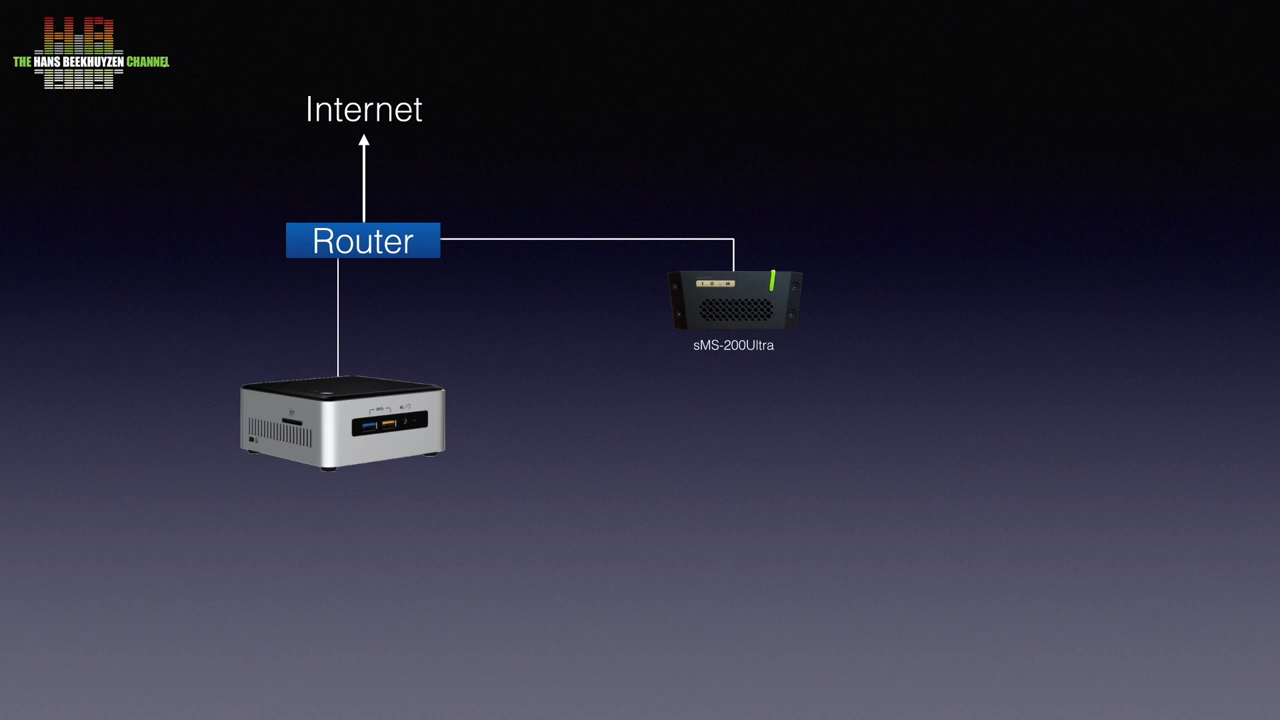 THE HANS BEEKHUYZEN CHANNEL
Internet
Router
sMS-200Ultra